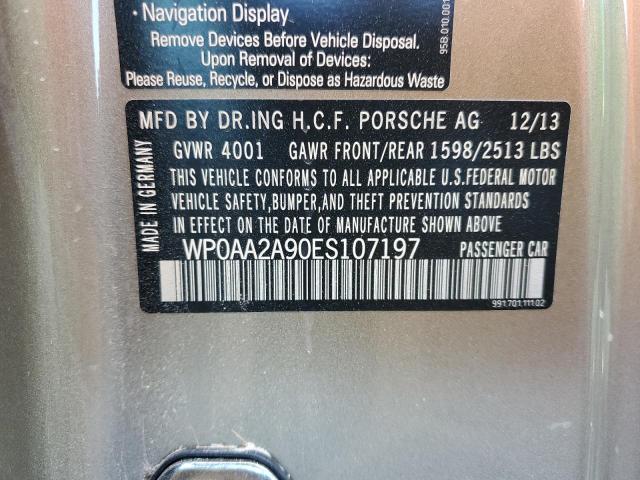 • Navigation Display
Remove Devices Before Vehicle Disposal.
Upon Removal of Devices:
Please Reuse, Recycle, or Dispose as Hazardous Waste
95B.010.001
MFD BY DR.ING H.C.F. PORSCHE AG 12/13
GVWR 4001 GAWR FRONT/REAR 1598/2513 LBS
THIS VEHICLE CONFORMS TO ALL APPLICABLE U.S.FEDERAL MOTOR
VEHICLE SAFETY,BUMPER,AND THEFT PREVENTION STANDARDS
IN EFFECT ON THE DATE OF MANUFACTURE SHOWN ABOVE
WP0AA2A90ES107197 PASSENGER CAR
MADE IN GERMANY
991.701.111.02